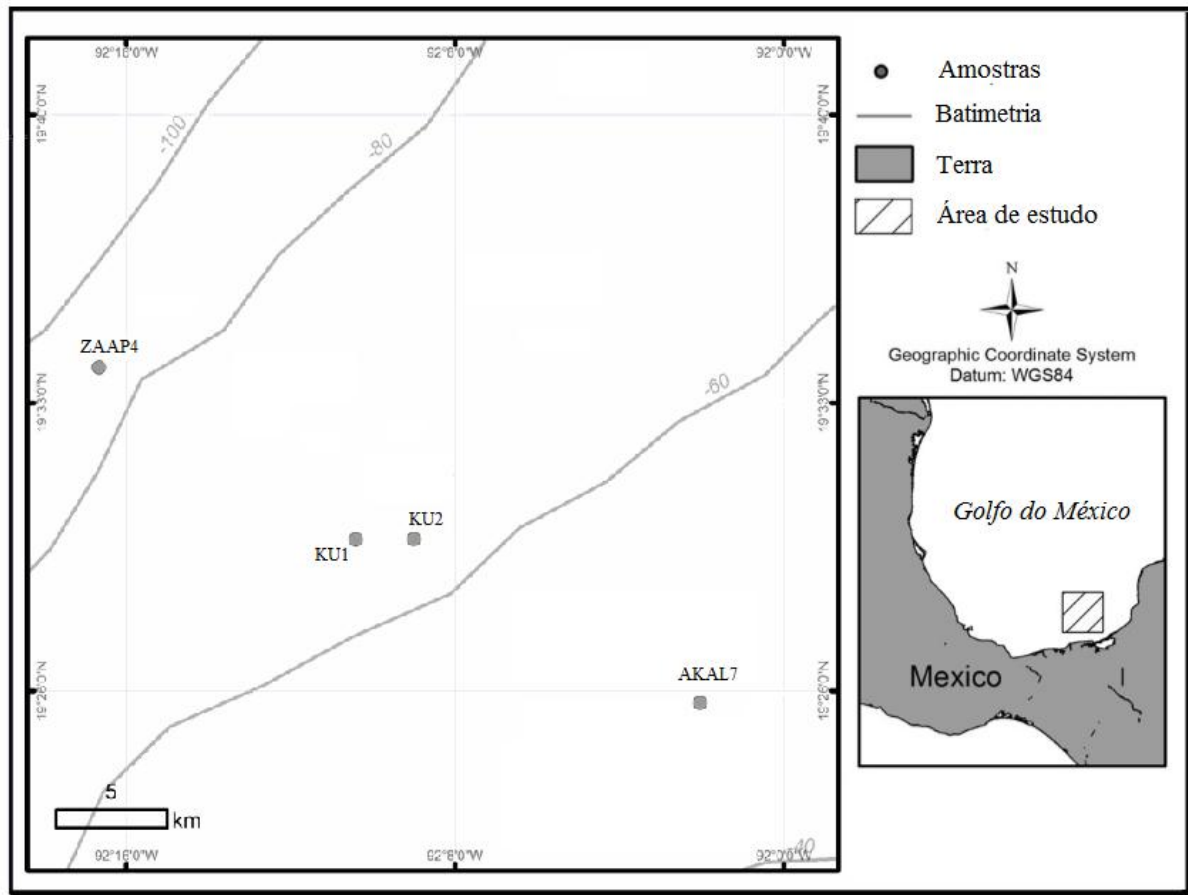 92°16'0"W
92°8'0"W
92°0'0"W
19°40'0"N
19°40'0"N
-100
-80
ZAAP4
19°33'0"N
19°33'0"N
-60
KU2
KU1
AKAL7
19°26'0"N
19°26'0"N
5
km
-40
92°16'0"W
92°8'0"W
92°0'0"W
Amostras
Batimetria
Terra
Área de estudo
N
Geographic Coordinate System
Datum: WGS84
Golfo do México
Mexico